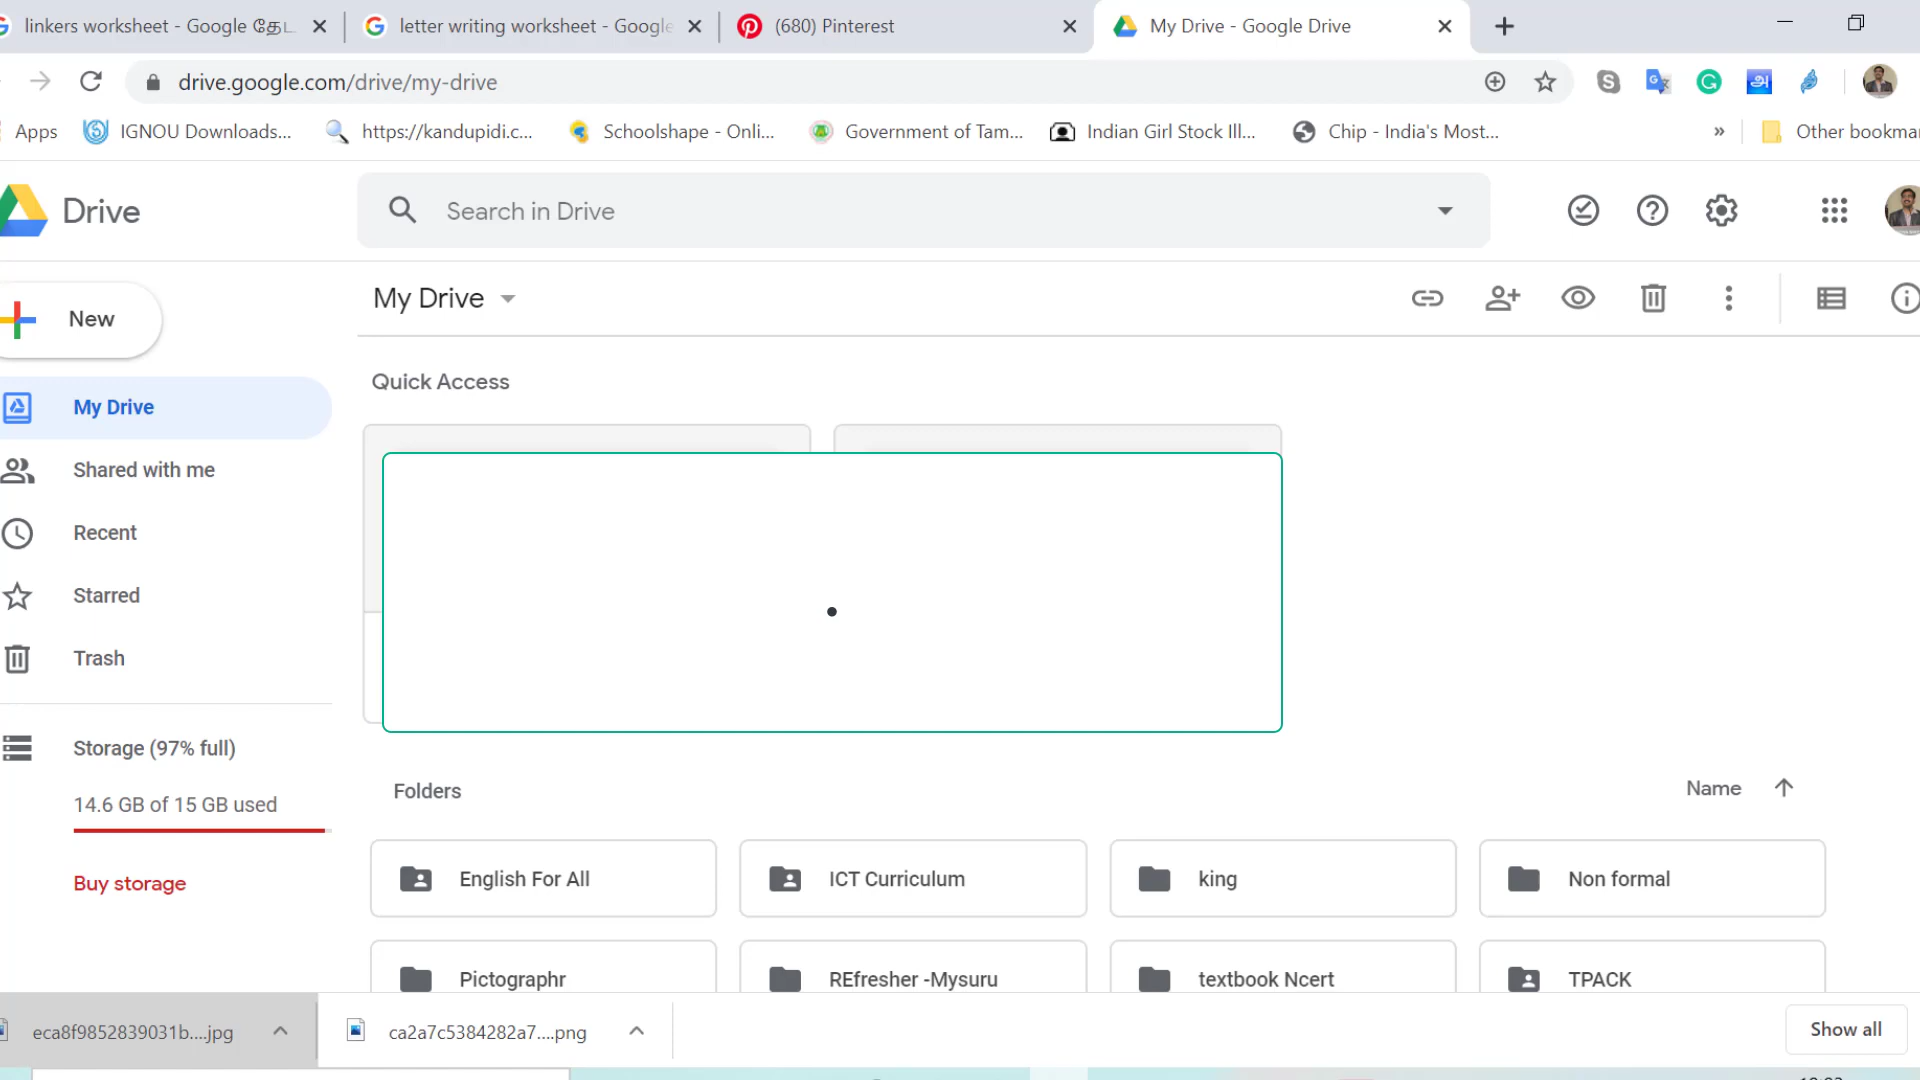 linkers worksheet - Google தேட
letter writing worksheet - Google
(680) Pinterest
My Drive - Google Drive
drive.google.com/drive/my-drive
Apps
IGNOU Downloads...
https://kandupidi.c...
Schoolshape - Onli...
Government of Tam...
Indian Girl Stock Ill...
Chip - India's Most...
»
Other bookmar
Drive
Search in Drive
New
My Drive
Quick Access
My Drive
Shared with me
Recent
Starred
Trash
Storage (97% full)
14.6 GB of 15 GB used
Buy storage
Folders
Name
English For All
ICT Curriculum
king
Non formal
Pictographr
REfresher -Mysuru
textbook Ncert
TPACK
eca8f9852839031b....jpg
ca2a7c5384282a7....png
Show all